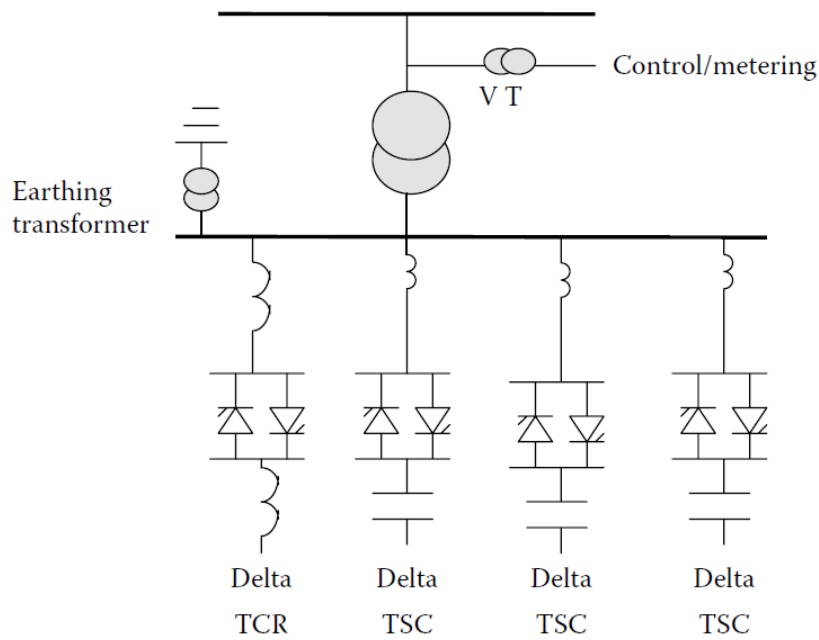 Control/metering
V T
Earthing
transformer
Delta Delta Delta Delta
TCR TSC TSC TSC